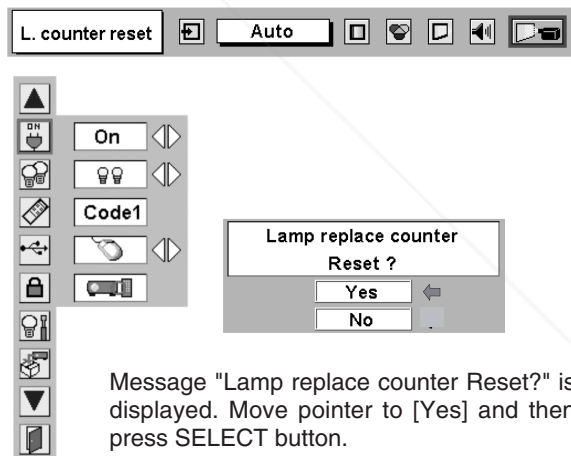 L. counter reset
Auto
ON
On
Code1
Lamp replace counter
Reset ?
Yes
No
Message "Lamp replace counter Reset?" is
displayed. Move pointer to [Yes] and then
press SELECT button.